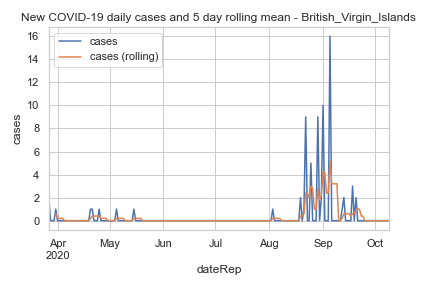 New COVID-19 daily cases and 5 day rolling mean - British_Virgin_Islands
cases
cases (rolling)
cases
16
14
12
10
8
6
4
2
0
Apr May Jun Jul Aug Sep Oct
2020
dateRep